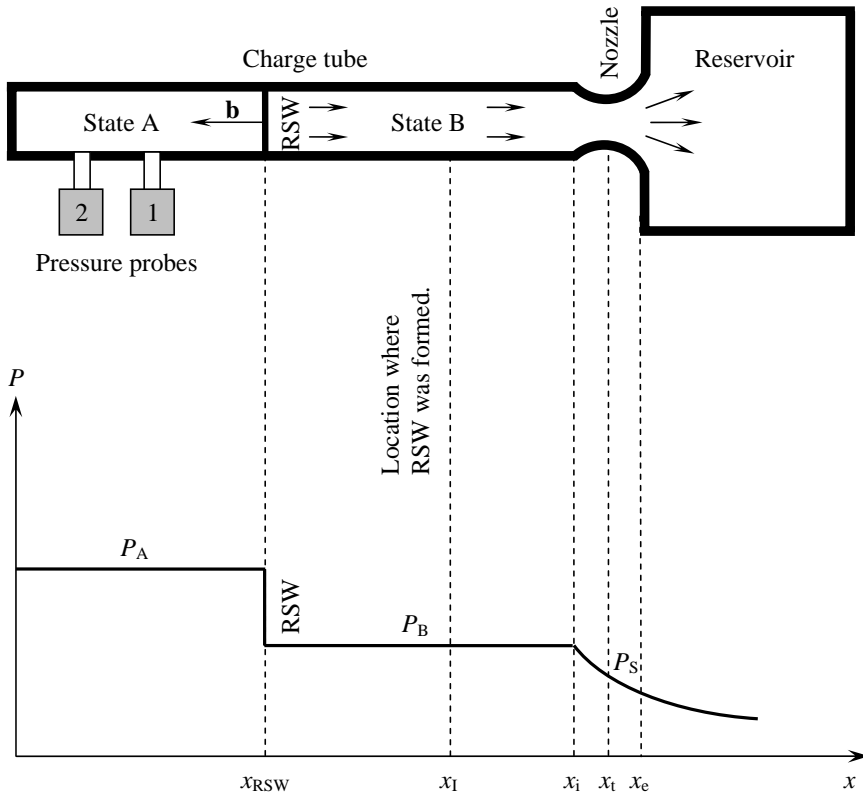 Charge tube
Nozzle
Reservoir
State A
b
RSW
State B
2
1
Pressure probes
Location where
RSW was formed.
P
P_A
RSW
P_B
P_S
x_RSW
x_I
x_i
x_t
x_e
x